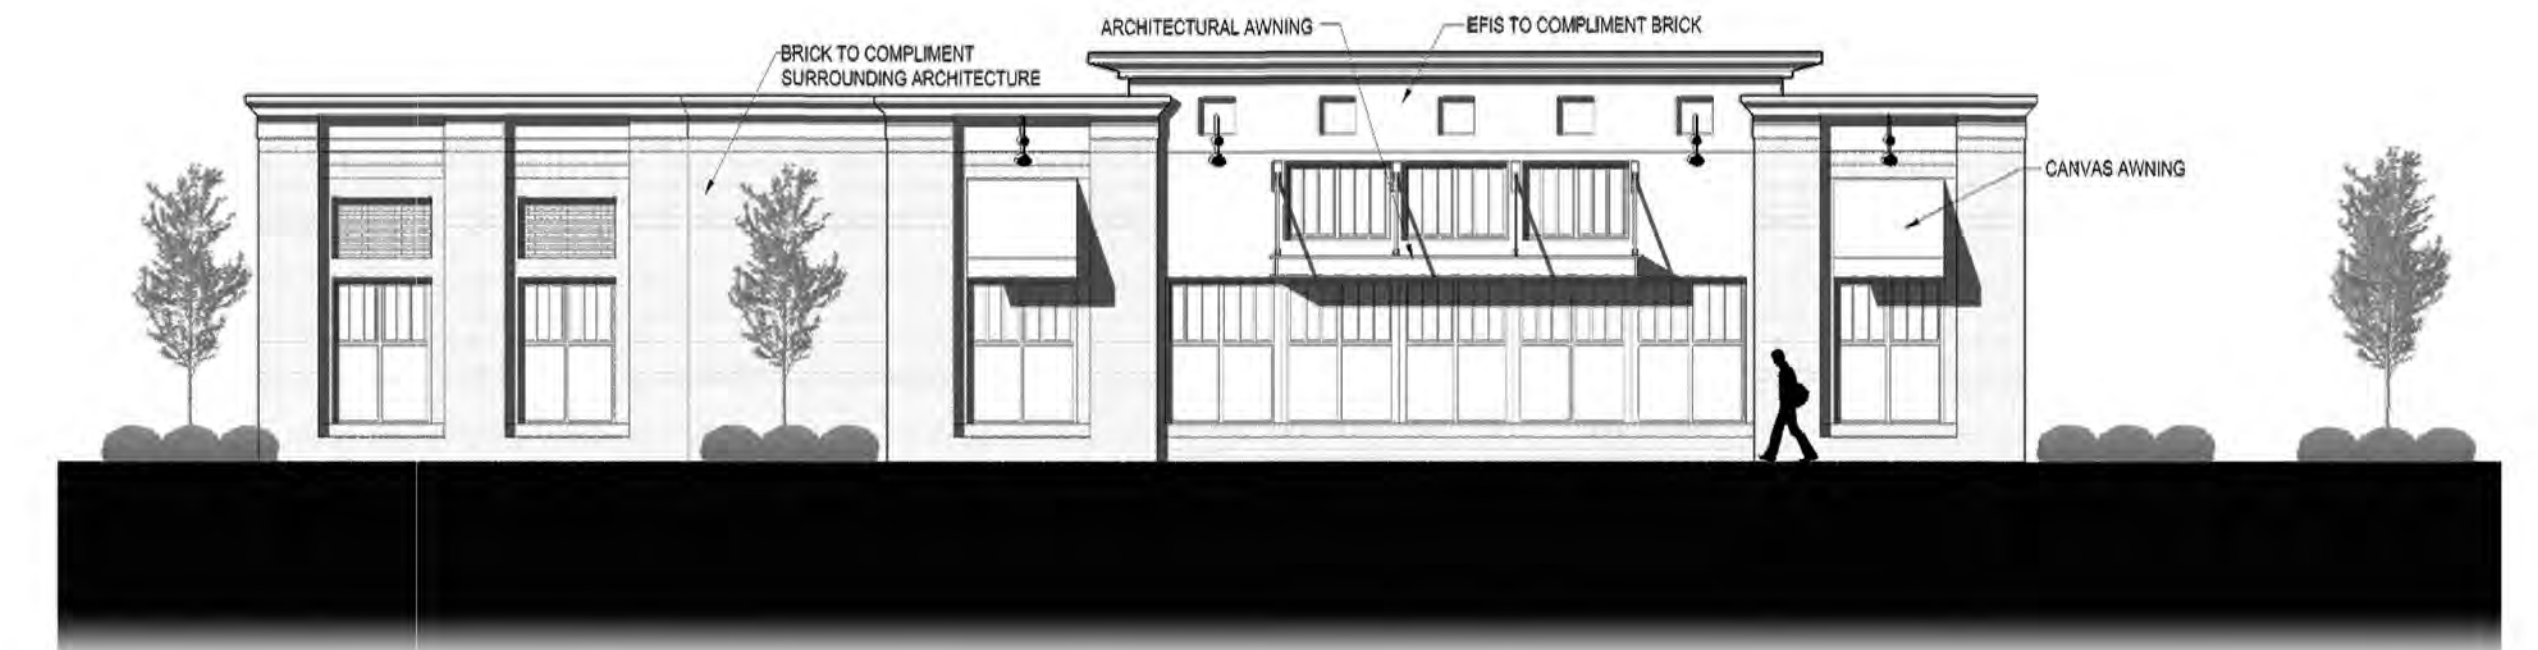 ARCHITECTURAL AWNING
EFIS TO COMPLIMENT BRICK
BRICK TO COMPLIMENT
SURROUNDING ARCHITECTURE
CANVAS AWNING